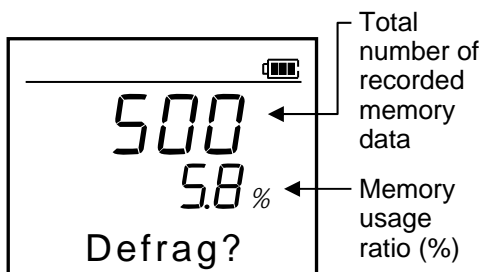 Total
number of
recorded
memory
data
500
5.8 %
Memory
usage
ratio (%)
Defrag?